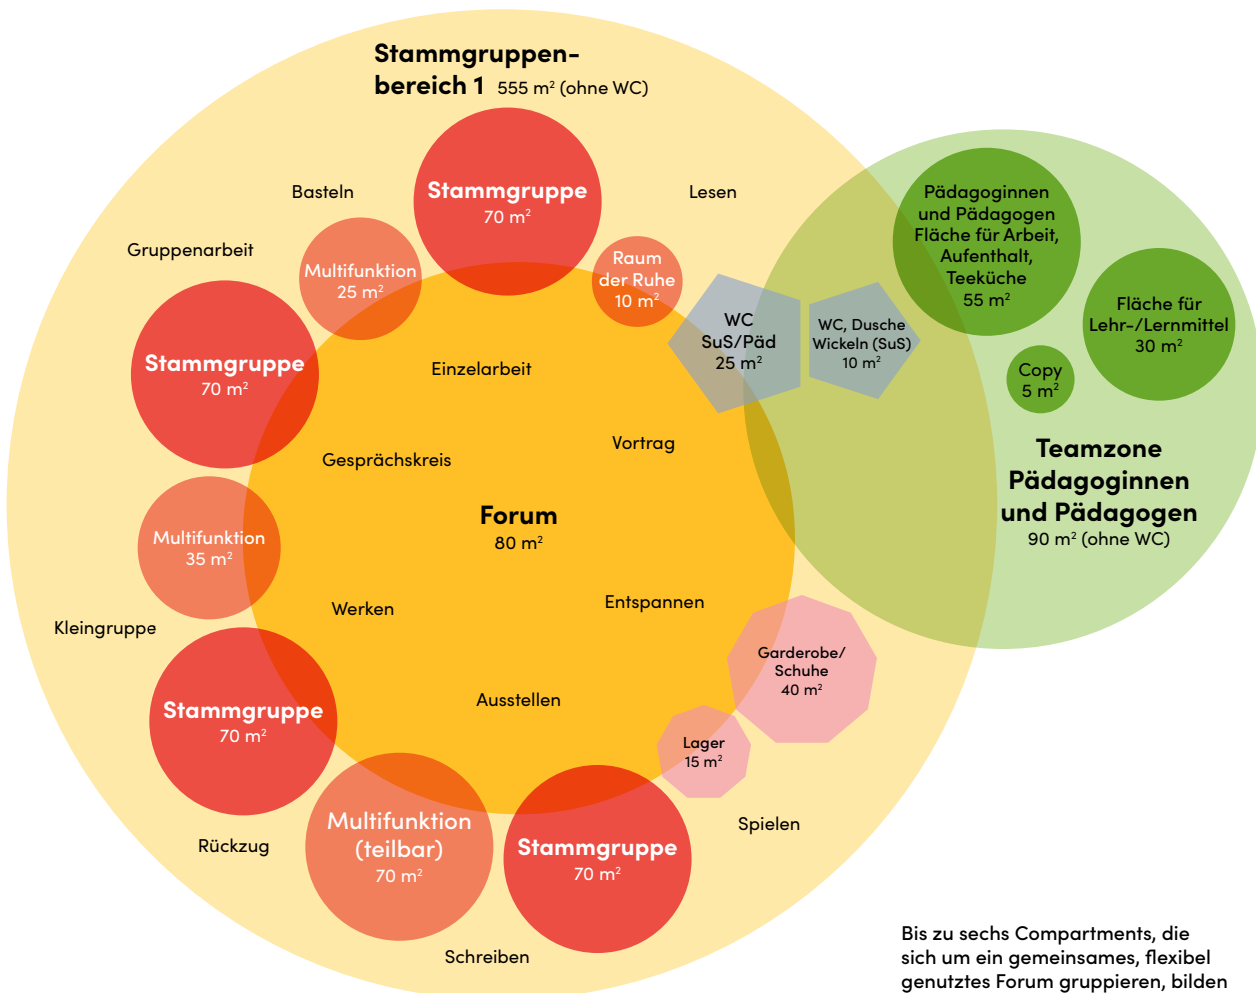 Stammgruppen-
bereich 1 555 m² (ohne WC)
Stammgruppe
70 m²
Basteln
Lesen
Gruppenarbeit
Multifunktion
25 m²
Raum
der Ruhe
10 m²
Pädagoginnen
und Pädagogen
Fläche für Arbeit,
Aufenthalt,
Teeküche
55 m²
Fläche für
Lehr-/Lernmittel
30 m²
WC
SuS/Päd
25 m²
WC, Dusche
Wickeln (SuS)
10 m²
Copy
5 m²
Stammgruppe
70 m²
Einzelarbeit
Vortrag
Gesprächskreis
Teamzone
Pädagoginnen
und Pädagogen
90 m² (ohne WC)
Forum
80 m²
Multifunktion
35 m²
Werken
Entspannen
Kleingruppe
Garderobe/
Schuhe
40 m²
Stammgruppe
70 m²
Ausstellen
Lager
15 m²
Multifunktion
(teilbar)
70 m²
Stammgruppe
70 m²
Spielen
Rückzug
Schreiben
Bis zu sechs Compartments, die
sich um ein gemeinsames, flexibel
genutztes Forum gruppieren, bilden